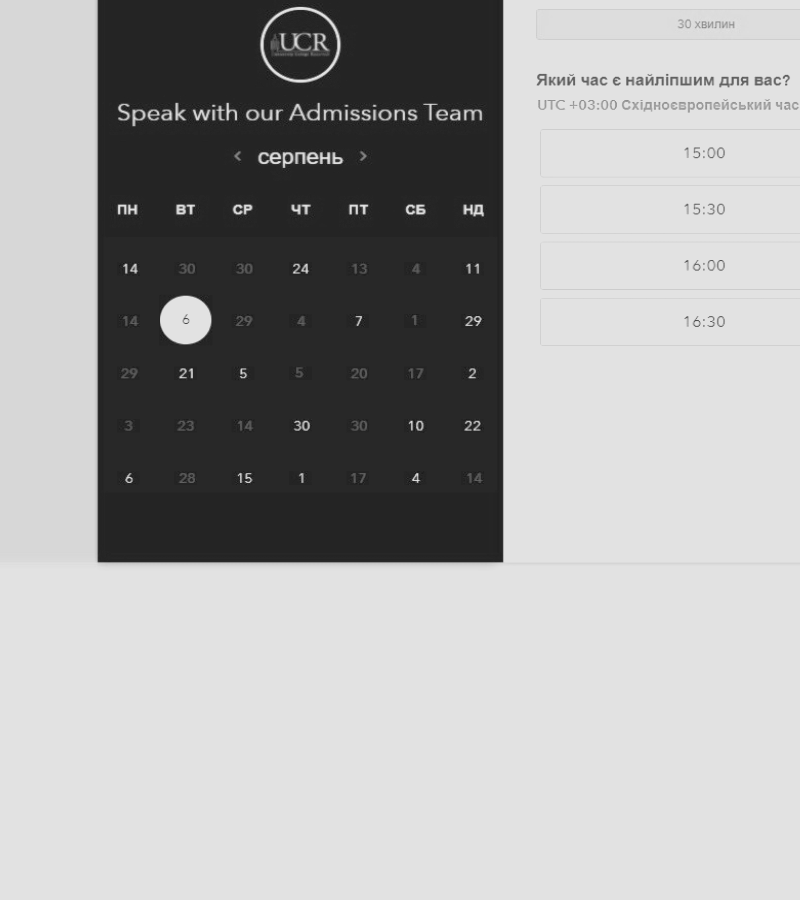 UCR
Speak with our Admissions Team
серпень
ПН ВТ СР ЧТ ПТ СБ НД
14 30 30 24 13 4 11
14 6 29 4 7 1 29
29 21 5 5 20 17 2
3 23 14 30 30 10 22
6 28 15 1 17 4 14
30 хвилин
Який час є найліпшим для вас?
UTC +03:00 Східноєвропейський час
15:00
15:30
16:00
16:30